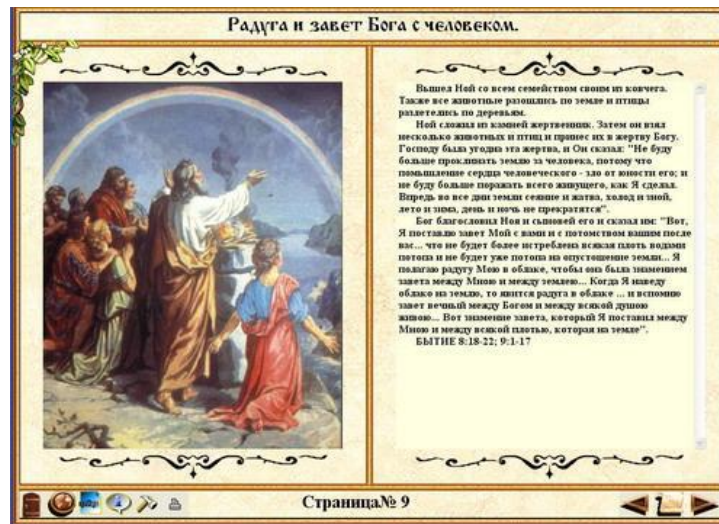 Радуга и завет Бога с человеком.
Вышел Ной со всем семейством своим из ковчега.
Также все животные разошлись по земле и птицы
разлетелись по деревьям.
Ной сложил из камней жертвенник. Затем он взял
несколько животных и птиц и принес их в жертву Богу.
Господу была угодна эта жертва, и Он сказал: "Не буду
больше проклинать землю за человека, потому что
помышление сердца человеческого - зло от юности его; и
не буду больше поражать всего живущего, как Я сделал.
Впредь во все дни земли сеяние и жатва, холод и зной,
лето и зима, день и ночь не прекратятся".
Бог благословил Ноя и сыновей его и сказал им: "Вот,
Я поставлю завет Мой с вами и с потомством вашим после
вас... что не будет более истреблена всякая плоть водами
потопа и не будет уже потопа на опустошение земли... Я
полагаю радугу Мою в облаке, чтобы она была знамением
завета между Мною и между землею... Когда Я наведу
облако на землю, то явится радуга в облаке ... и вспомню
завет вечный между Богом и между всякой душою
живою... Вот знамение завета, который Я поставил между
Мною и между всякой плотью, которая на земле".
БЫТИЕ 8:18-22; 9:1-17
Страница№ 9